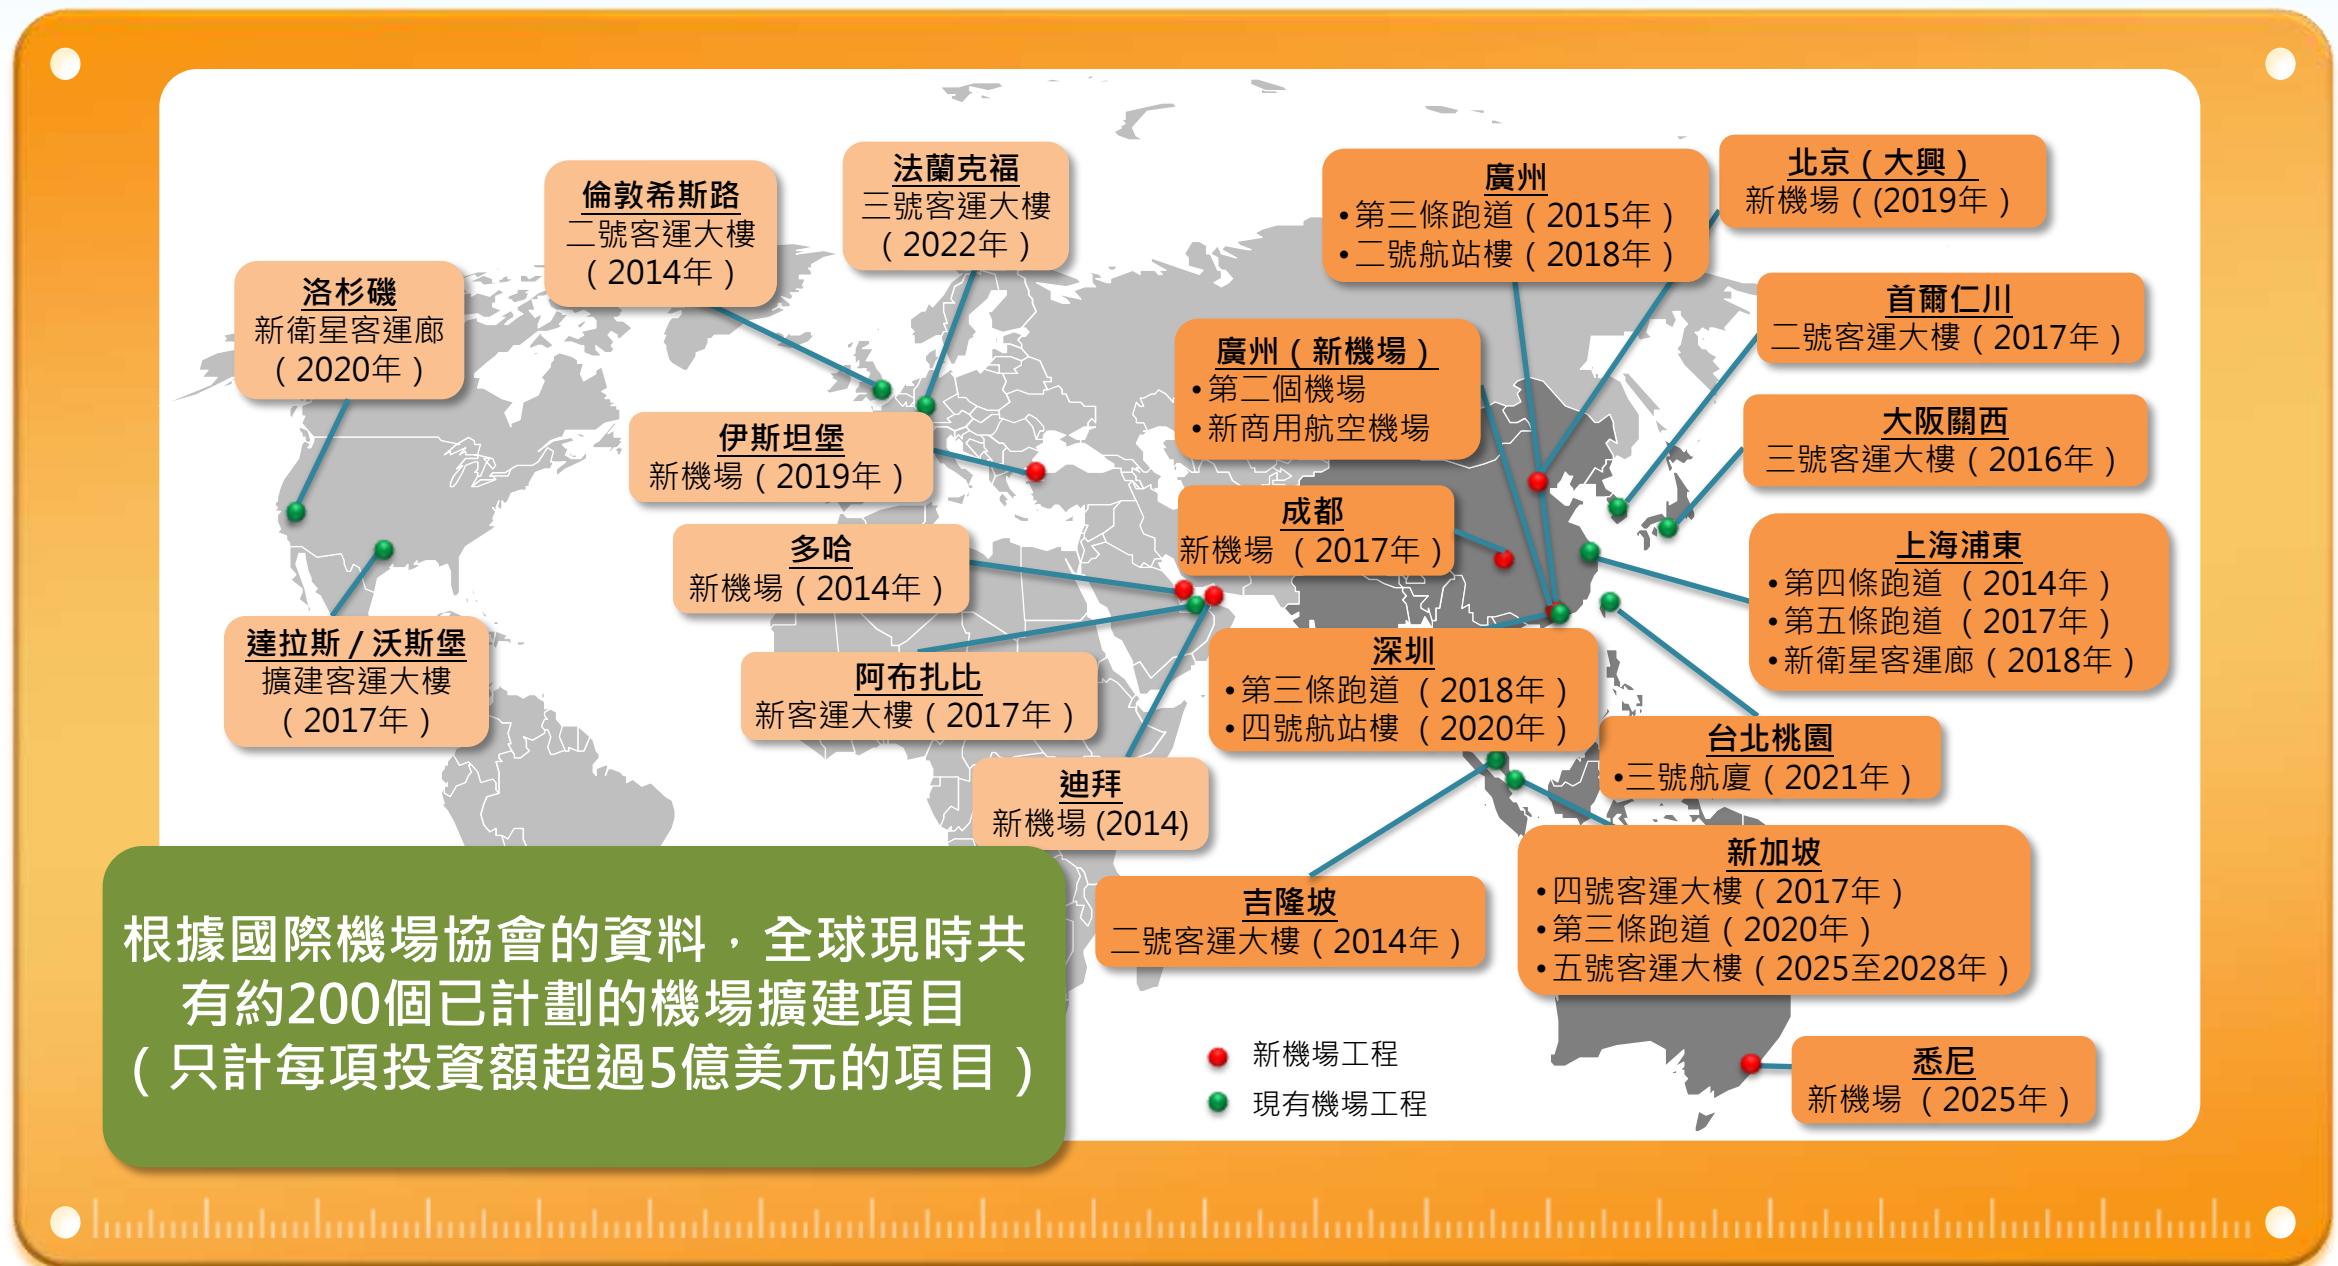 法蘭克福
三號客運大樓
（2022年）
倫敦希斯路
二號客運大樓
（2014年）
洛杉磯
新衛星客運廊
（2020年）
伊斯坦堡
新機場（2019年）
多哈
新機場（2014年）
達拉斯 / 沃斯堡
擴建客運大樓
（2017年）
阿布扎比
新客運大樓（2017年）
迪拜
新機場 (2014)
廣州
•第三條跑道（2015年）
•二號航站樓（2018年）
北京（大興）
新機場（(2019年）
首爾仁川
二號客運大樓（2017年）
廣州（新機場）
•第二個機場
•新商用航空機場
大阪關西
三號客運大樓（2016年）
成都
新機場 （2017年）
上海浦東
•第四條跑道 （2014年）
•第五條跑道 （2017年）
•新衛星客運廊（2018年）
深圳
•第三條跑道 （2018年）
•四號航站樓 （2020年）
台北桃園
•三號航廈（2021年）
新加坡
•四號客運大樓（2017年）
•第三條跑道（2020年）
•五號客運大樓（2025至2028年）
吉隆坡
二號客運大樓（2014年）
悉尼
新機場 （2025年）
根據國際機場協會的資料，全球現時共
有約200個已計劃的機場擴建項目
（只計每項投資額超過5億美元的項目）
新機場工程
現有機場工程